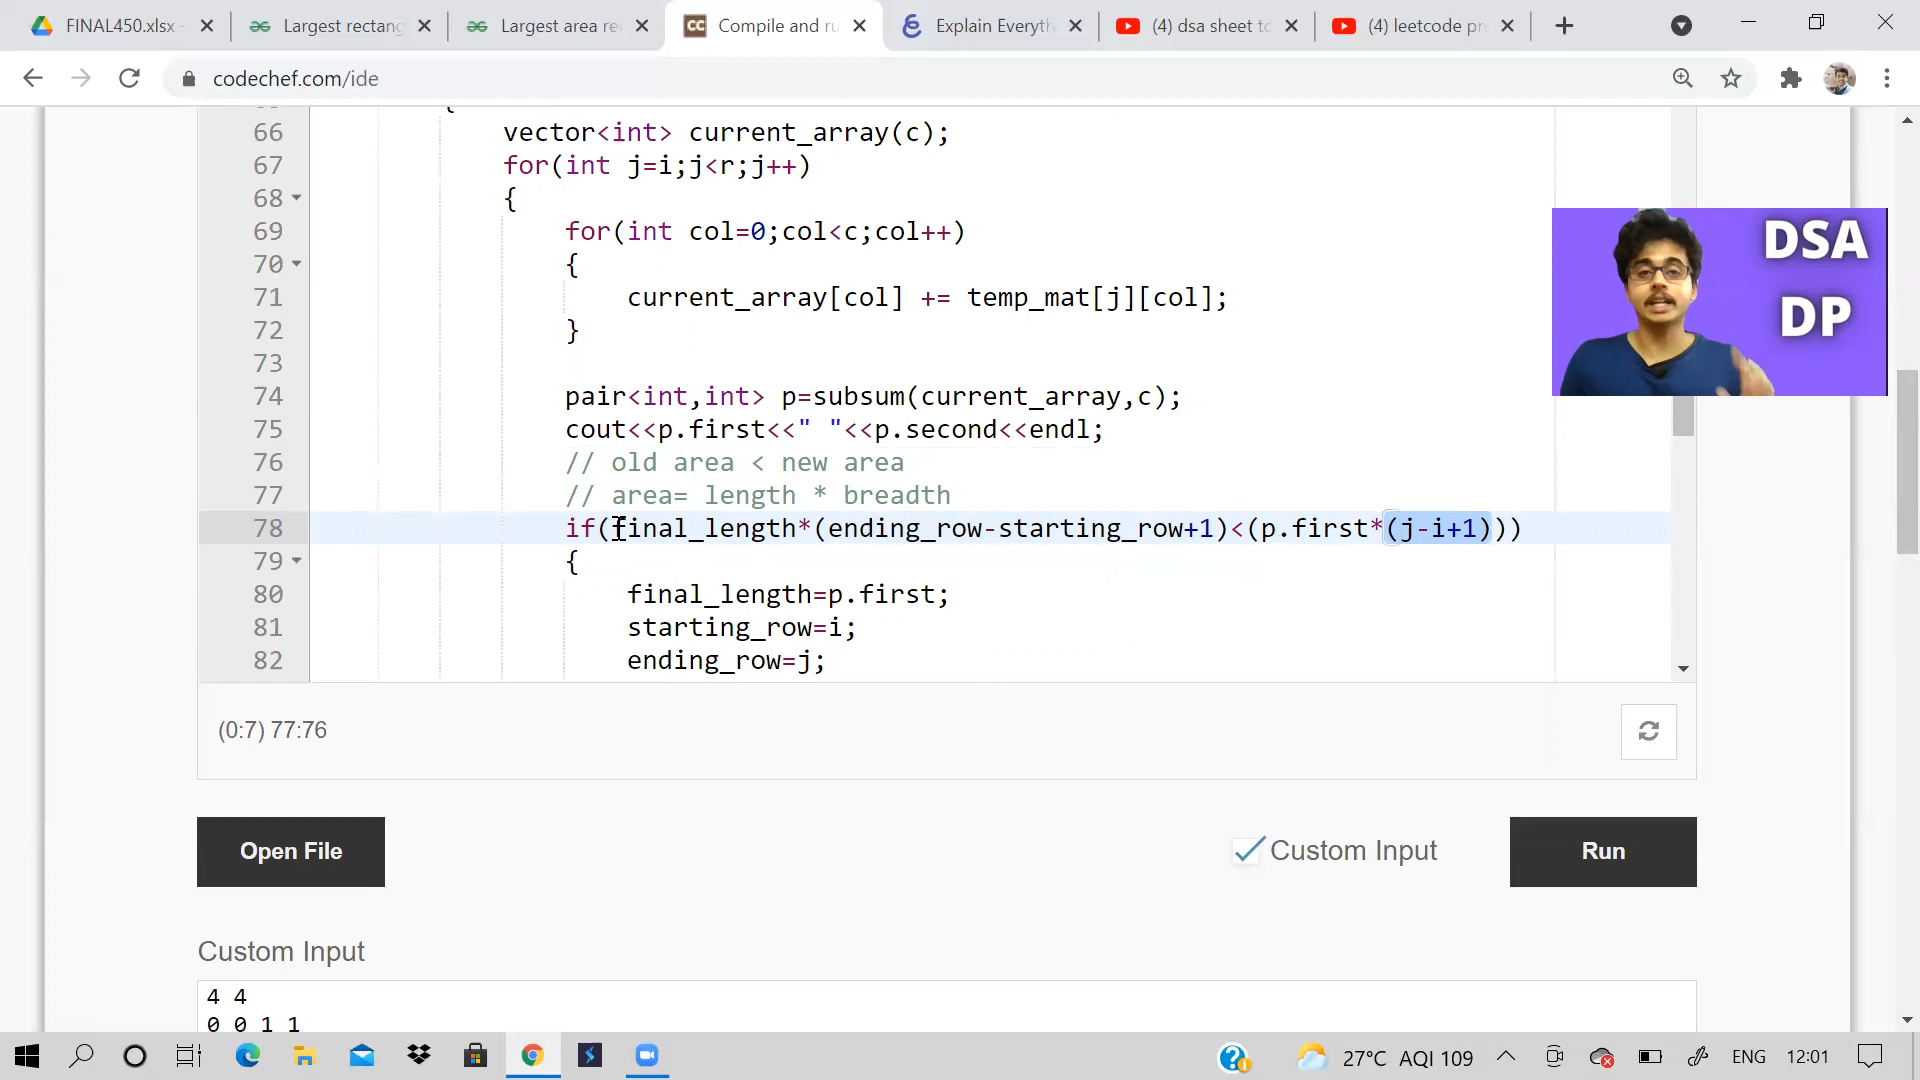 FINAL450.xlsx -
Largest rectang
Largest area rec
CC Compile and ru
Explain Everyth
(4) dsa sheet to
(4) leetcode pr
codechef.com/ide
66 vector<int> current_array(c);
67 for(int j=i;j<r;j++)
68 {
69 for(int col=0;col<c;col++)
70 {
71 current_array[col] += temp_mat[j][col];
72 }
73
74 pair<int,int> p=subsum(current_array,c);
75 cout<<p.first<<" "<<p.second<<endl;
76 // old area < new area
77 // area= length * breadth
78 if(final_length*(ending_row-starting_row+1)<(p.first*(j-i+1)))
79 {
80 final_length=p.first;
81 starting_row=i;
82 ending_row=j;
DSA
DP
(0:7) 77:76
Open File
Custom Input
Run
Custom Input
4 4
0 0 1 1
27°C AQI 109
ENG
12:01